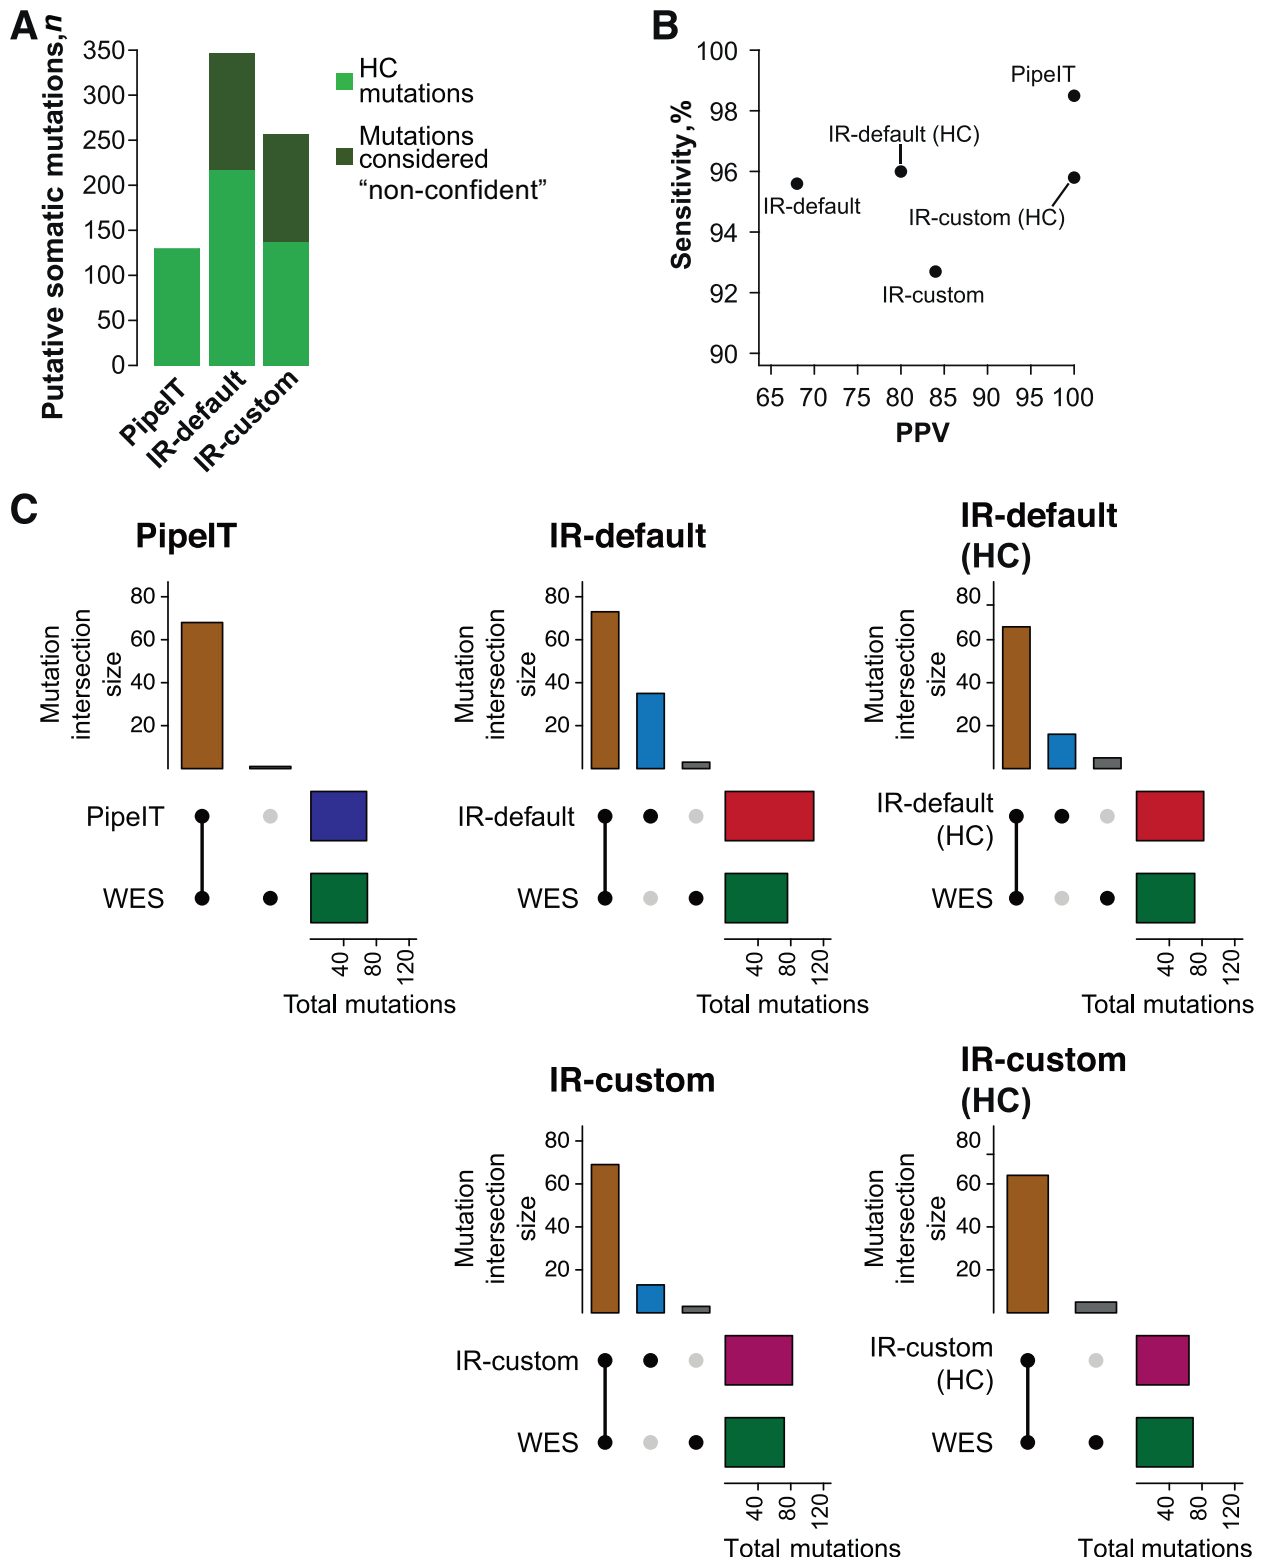 A
Putative somatic mutations,n
350
300
250
200
150
100
50
0
PipeIT
IR-default
IR-custom
HC
mutations
Mutations
considered
“non-confident”
B
Sensitivity,%
100
98
96
94
92
90
PipeIT
IR-default (HC)
IR-default
IR-custom (HC)
IR-custom
65 70 75 80 85 90 95 100
PPV
C
PipeIT
Mutation
intersection
size
80
60
40
20
PipeIT
WES
40 80 120
Total mutations
IR-default
Mutation
intersection
size
80
60
40
20
IR-default
WES
40 80 120
Total mutations
IR-default
(HC)
Mutation
intersection
size
80
60
40
20
IR-default
(HC)
WES
40 80 120
Total mutations
IR-custom
Mutation
intersection
size
80
60
40
20
IR-custom
WES
40 80 120
Total mutations
IR-custom
(HC)
Mutation
intersection
size
80
60
40
20
IR-custom
(HC)
WES
40 80 120
Total mutations